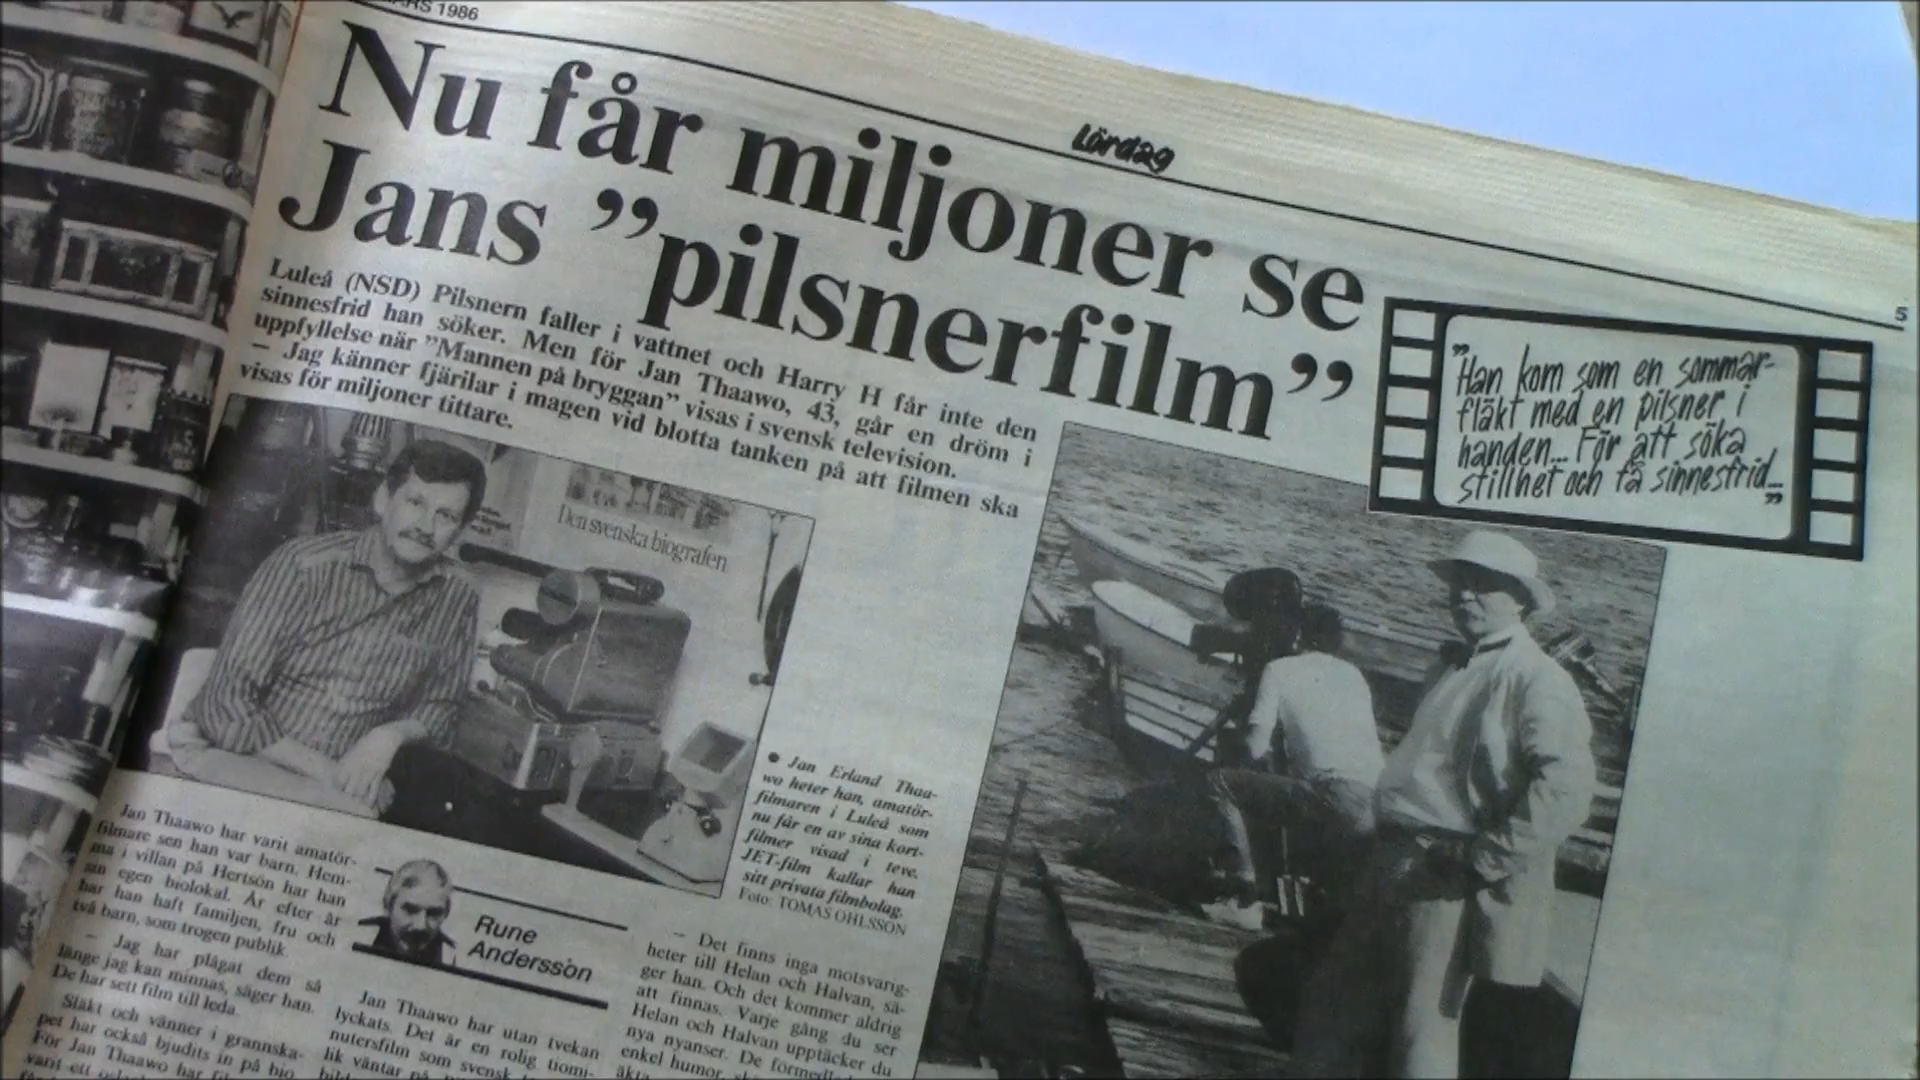 MARS 1986
Lördag
5
Nu får miljoner se
Jans ”pilsnerfilm”
Luleå (NSD) Pilsnern faller i vattnet och Harry H får inte den
sinnesfrid han söker. Men för Jan Thaawo, 43, går en dröm i
uppfyllelse när ”Mannen på bryggan” visas i svensk television.
— Jag känner fjärilar i magen vid blotta tanken på att filmen ska
visas för miljoner tittare.
”Han kom som en sommar-
fläkt med en pilsner i
handen... För att söka
stillhet och få sinnesfrid...
”
Den svenska biografen
● Jan Erland Thaa-
wo heter han, amatör-
filmaren i Luleå som
nu får en av sina kort-
filmer visad i teve.
JET-film kallar han
sitt privata filmbolag.
Foto: TOMAS OHLSSON
Jan Thaawo har varit amatör-
filmare sen han var barn. Hem-
ma i villan på Hertsön har han
sin egen biolokal. År efter år
har han haft familjen, fru och
två barn, som trogen publik.
— Jag har plågat dem så
länge jag kan minnas, säger han.
De har sett film till leda.
Släkt och vänner i grannska-
pet har också bjudits in på bio.
För Jan Thaawo har
varit ett
Rune
Andersson
Jan Thaawo har utan tvekan
lyckats. Det är en rolig tiomi-
nutersfilm som svensk
lik väntar på
— Det finns inga motsvarig-
heter till Helan och Halvan, sä-
ger han. Och det kommer aldrig
att finnas. Varje gång du ser
Helan och Halvan upptäcker du
nya nyanser. De
enkel humor,
äkta